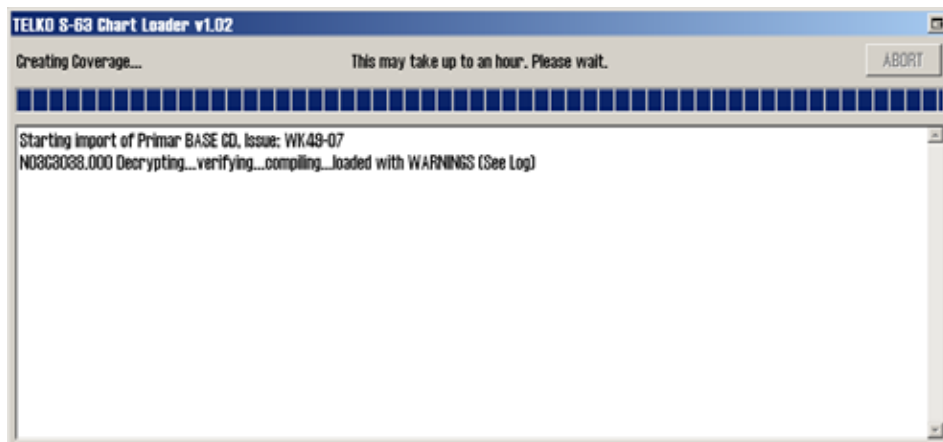 TELKO S-63 Chart Loader v1.02
Creating Coverage... This may take up to an hour. Please wait. ABORT
Starting import of Primar BASE CD, Issue: WK49-07
NO3C3038.000 Decrypting...verifying...compiling...loaded with WARNINGS (See Log)